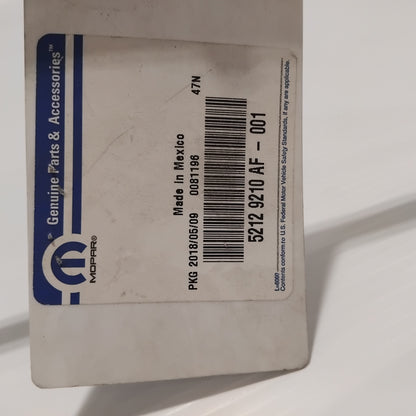 Genuine Parts & Accessories™
MOPAR®
Made In Mexico
47N
PKG 2018/05/09 0081196
5212 9210 AF - 001
Contents conform to U.S. Federal Motor Vehicle Safety Standards, if any are applicable.